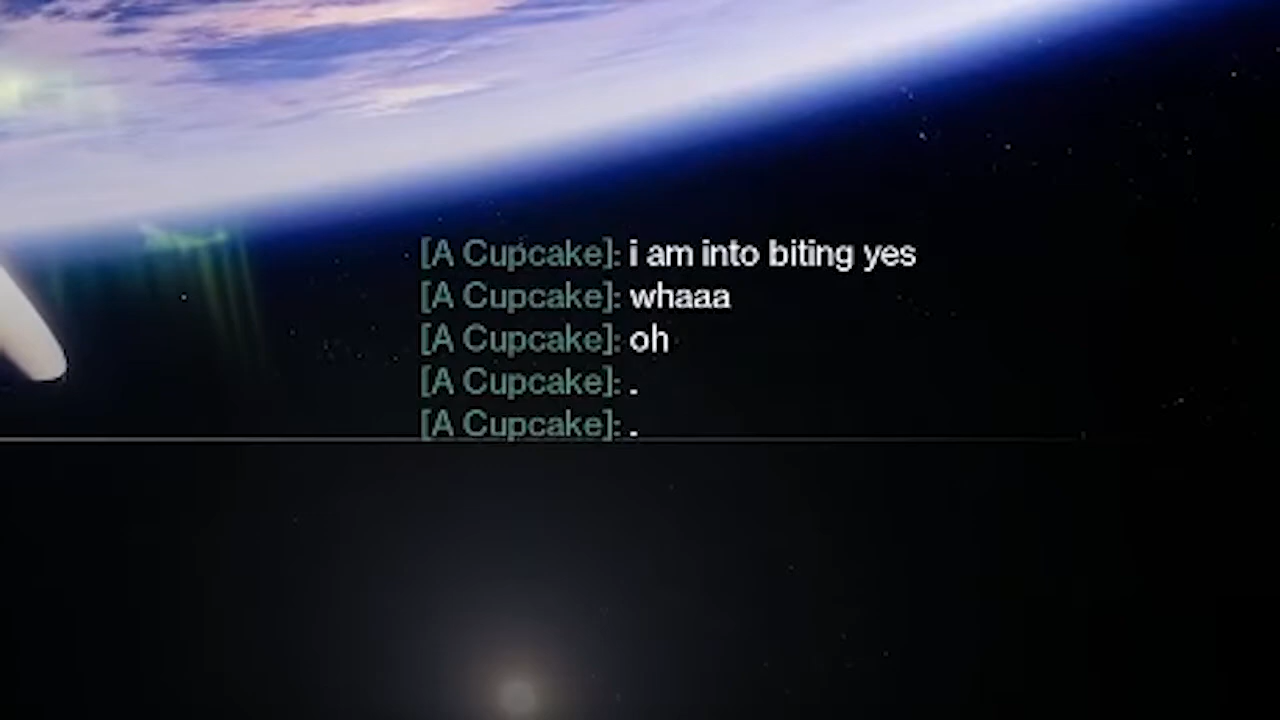 [A Cupcake]: i am into biting yes
[A Cupcake]: whaaa
[A Cupcake]: oh
[A Cupcake]: .
[A Cupcake]: .